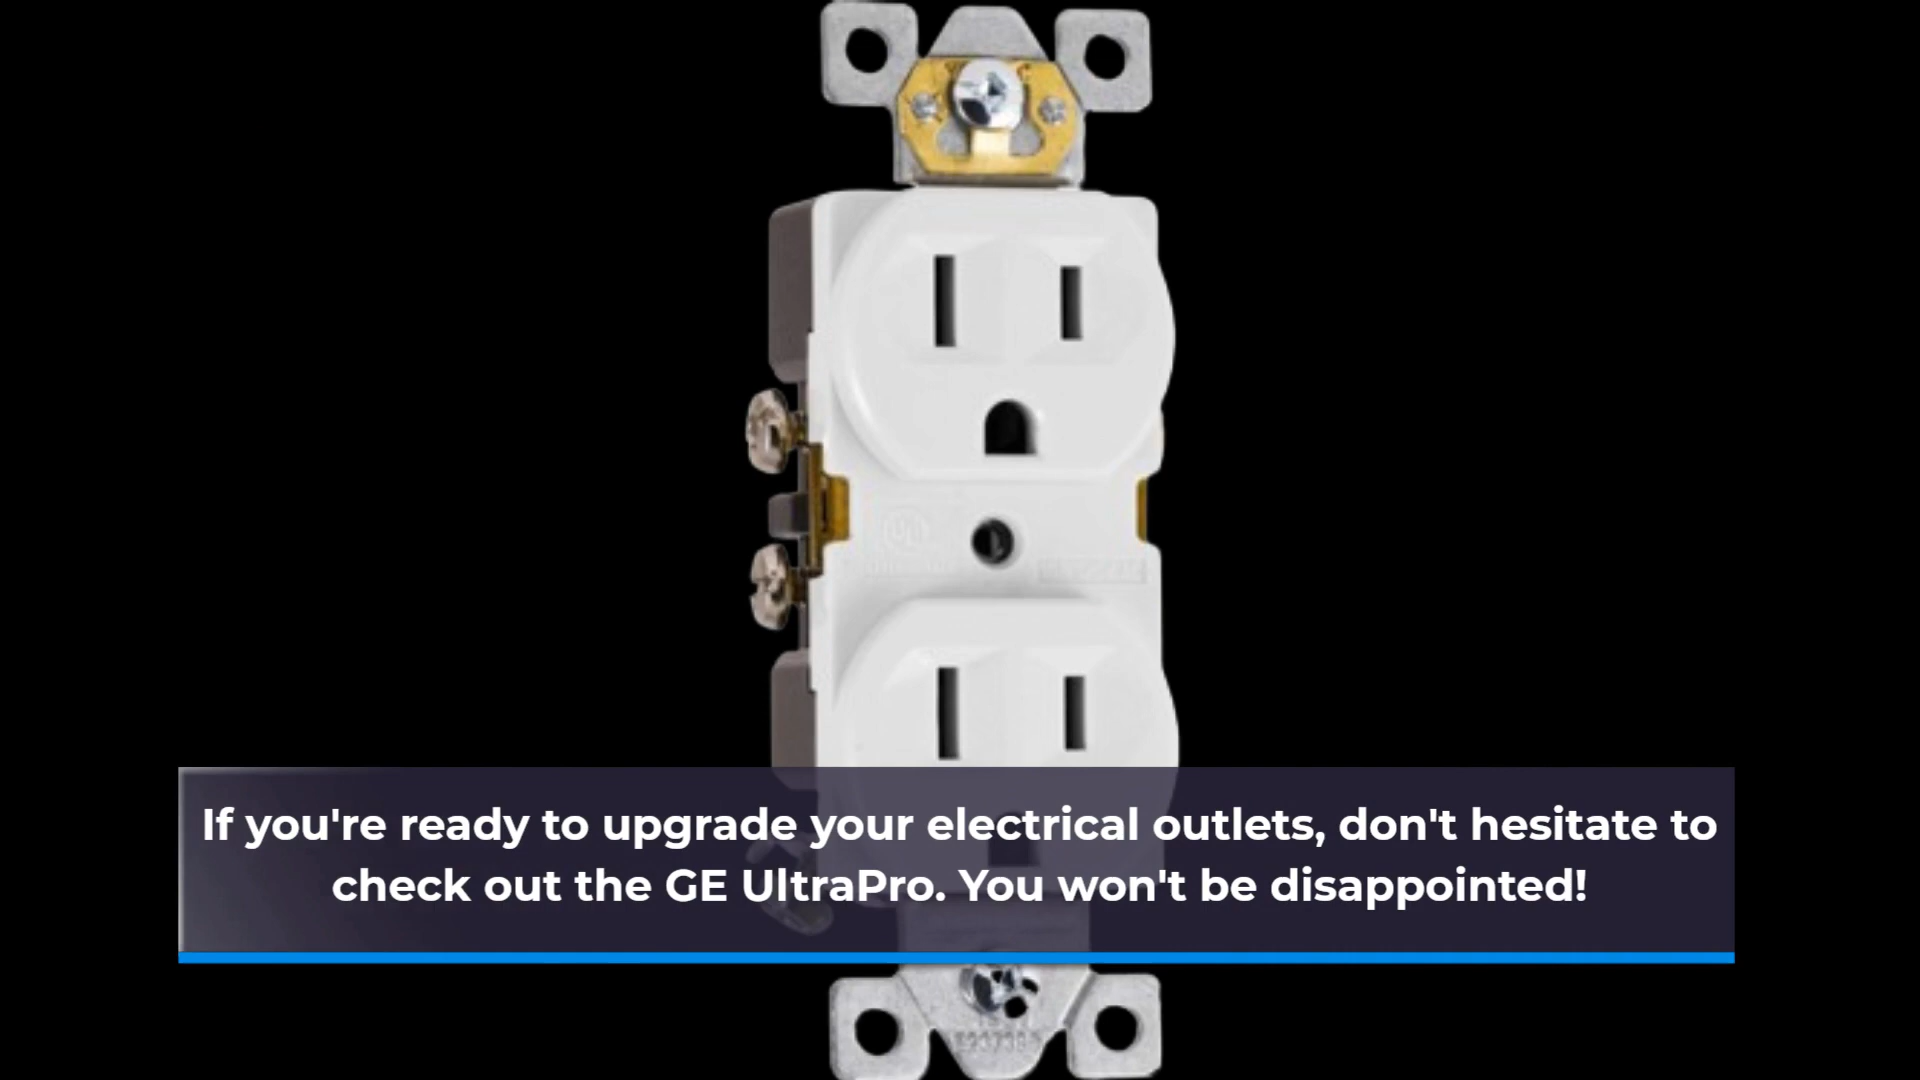 If you're ready to upgrade your electrical outlets, don't hesitate to
check out the GE UltraPro. You won't be disappointed!